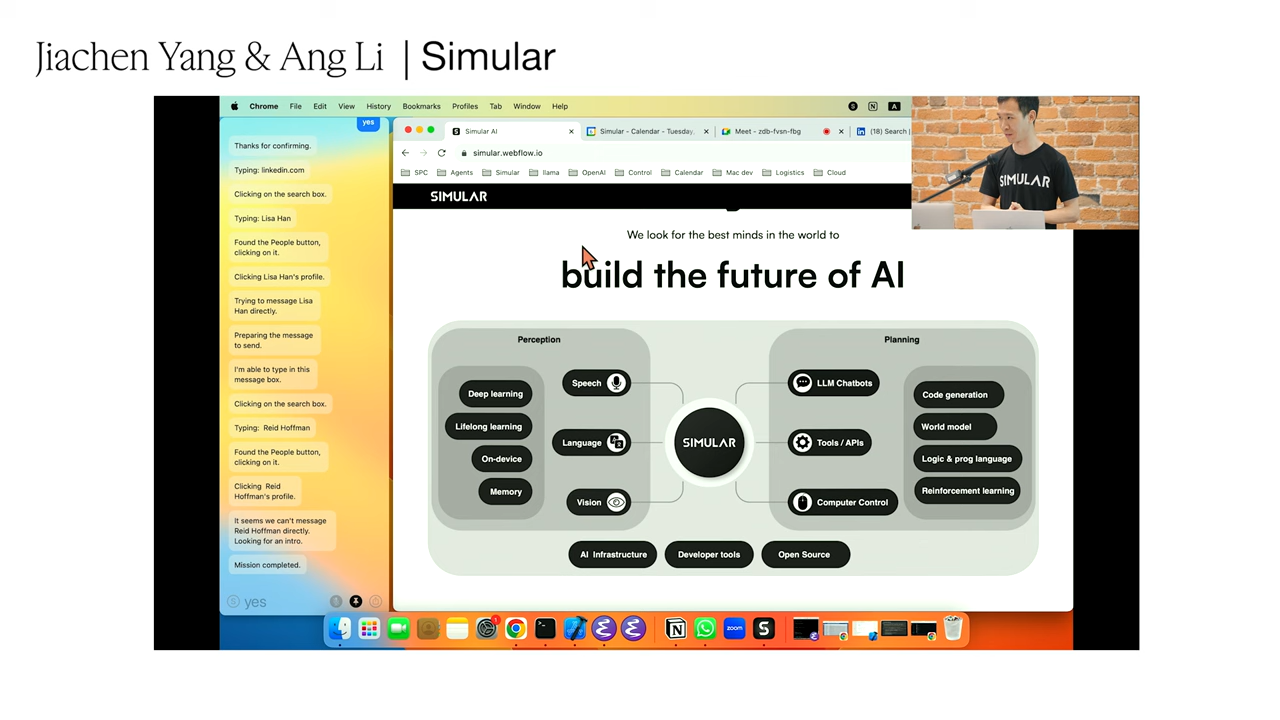 Jiachen Yang & Ang Li | Simular
Chrome File Edit View History Bookmarks Profiles Tab Window Help
yes
Thanks for confirming.
Typing: linkedin.com
Clicking on the search box.
Typing: Lisa Han
Found the People button,
clicking on it.
Clicking Lisa Han's profile.
Trying to message Lisa
Han directly.
Preparing the message
to send.
I'm able to type in this
message box.
Clicking on the search box.
Typing:  Reid Hoffman
Found the People button,
clicking on it.
Clicking  Reid
Hoffman's profile.
It seems we can't message
Reid Hoffman directly.
Looking for an intro.
Mission completed.
yes
Simular AI
Simular - Calendar - Tuesday,
Meet - zdb-fvsn-fbg
(18) Search |
simular.webflow.io
SPC Agents Simular llama OpenAI Control Calendar Mac dev Logistics Cloud
SIMULAR
SIMULAR
We look for the best minds in the world to
build the future of AI
Perception
Deep learning
Lifelong learning
On-device
Memory
Speech
Language
Vision
SIMULAR
Planning
LLM Chatbots
Tools / APIs
Computer Control
Code generation
World model
Logic & prog language
Reinforcement learning
AI Infrastructure
Developer tools
Open Source
zoom